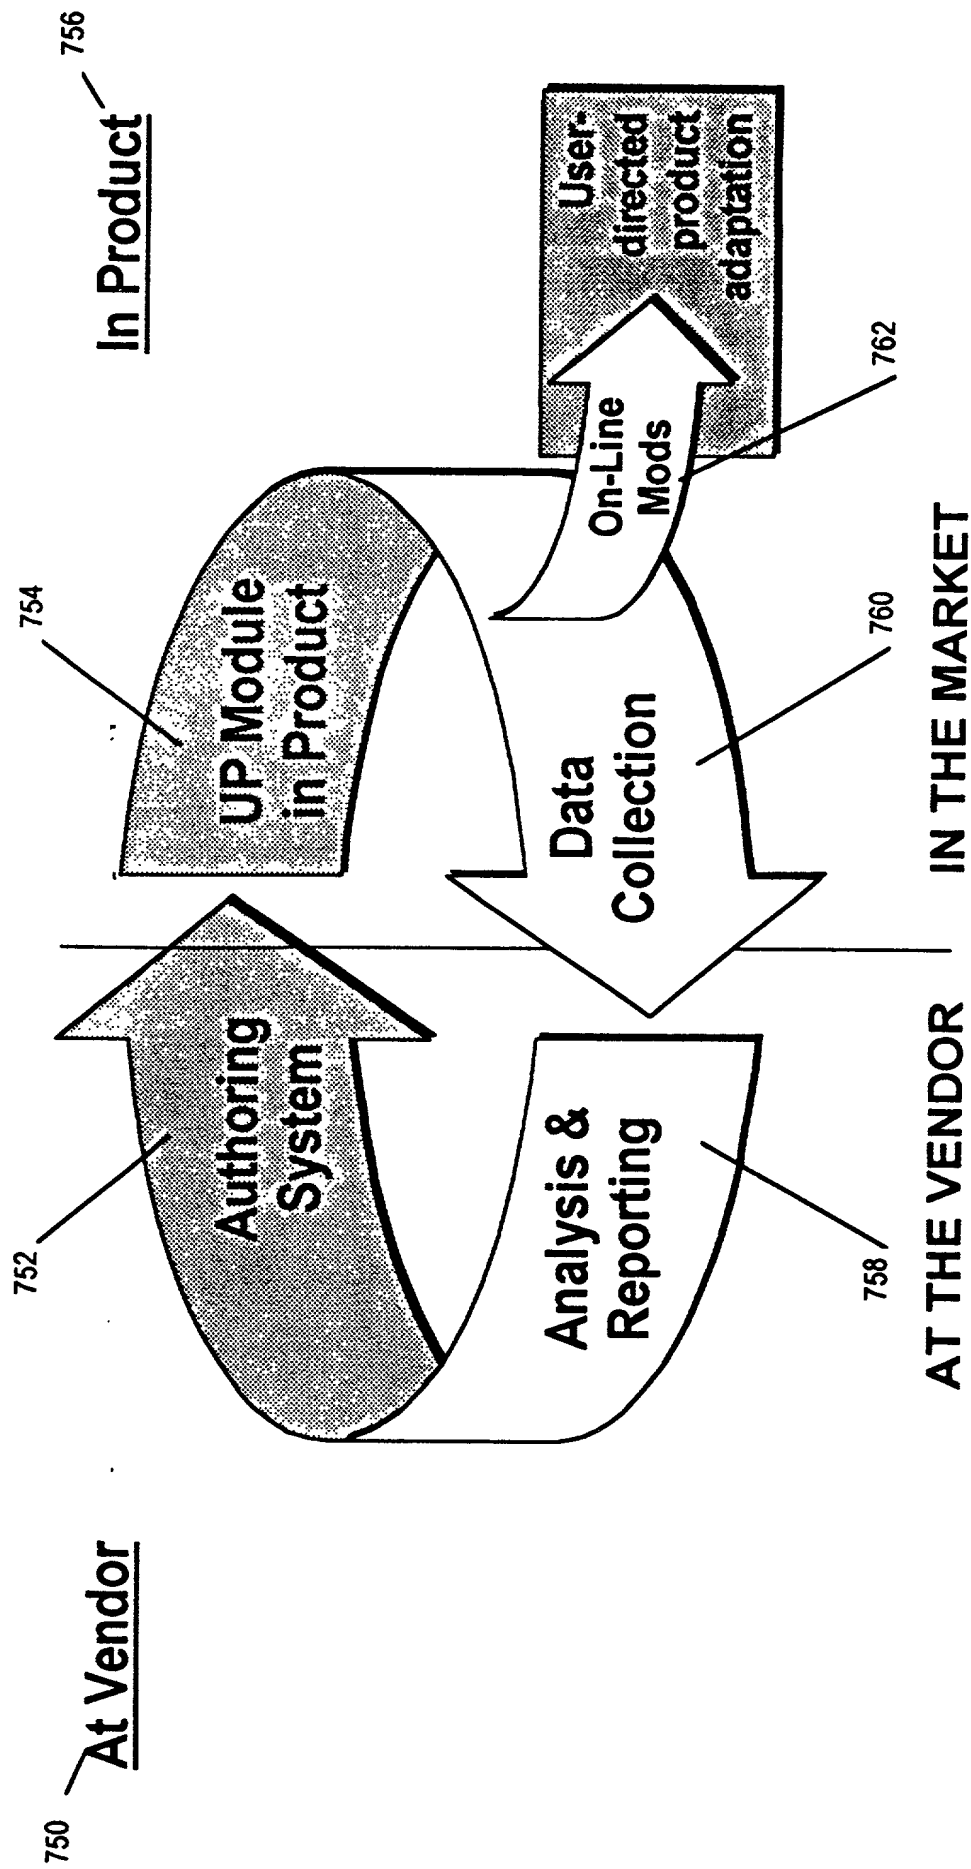 750
At Vendor
In Product
756
752
754
Authoring
System
UP Module
in Product
Analysis &
Reporting
Data
Collection
On-Line
Mods
User-
directed
product
adaptation
758
760
762
AT THE VENDOR
IN THE MARKET